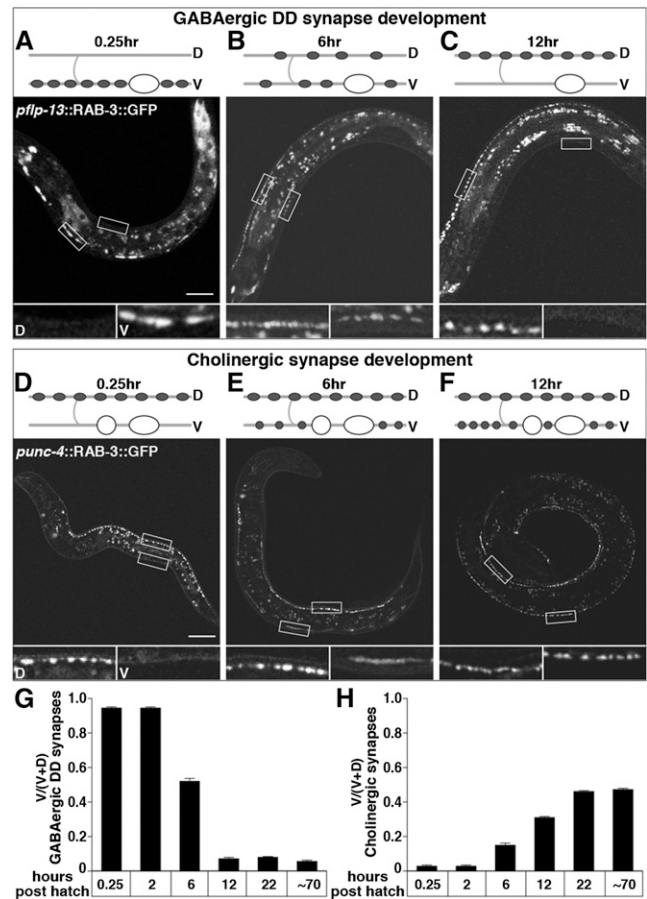 GABAergic DD synapse development
A 0.25hr D
V
B 6hr
C 12hr D
V
pflp-13::RAB-3::GFP
D V
Cholinergic synapse development
D 0.25hr D
V
E 6hr
F 12hr D
V
punc-4::RAB-3::GFP
D V
G
V/(V+D)
GABAergic DD synapses
1.0
0.8
0.6
0.4
0.2
0
hours
post hatch
0.25 2 6 12 22 ~70
H
V/(V+D)
Cholinergic synapses
1.0
0.8
0.6
0.4
0.2
0
hours
post hatch
0.25 2 6 12 22 ~70